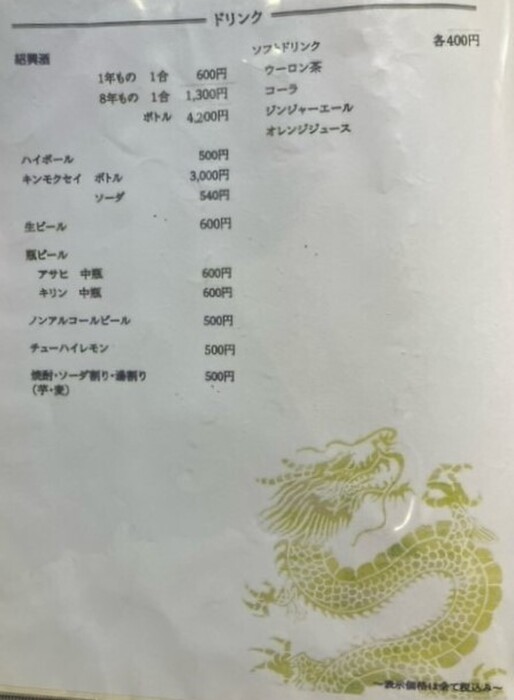 ドリンク
紹興酒
1年もの 1合 600円
8年もの 1合 1,300円
ボトル 4,200円
ハイボール 500円
キンモクセイ ボトル 3,000円
ソーダ 540円
生ビール 600円
瓶ビール
アサヒ 中瓶 600円
キリン 中瓶 600円
ノンアルコールビール 500円
チューハイレモン 500円
焼酎・ソーダ割り・湯割り 500円
(芋・麦)
ソフトドリンク 各400円
ウーロン茶
コーラ
ジンジャーエール
オレンジジュース
～表示価格は全て税込み～